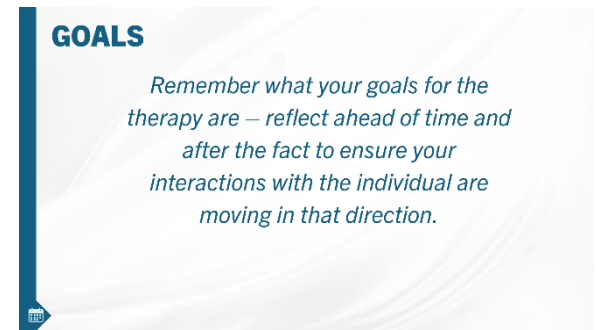 GOALS
Remember what your goals for the
therapy are – reflect ahead of time and
after the fact to ensure your
interactions with the individual are
moving in that direction.